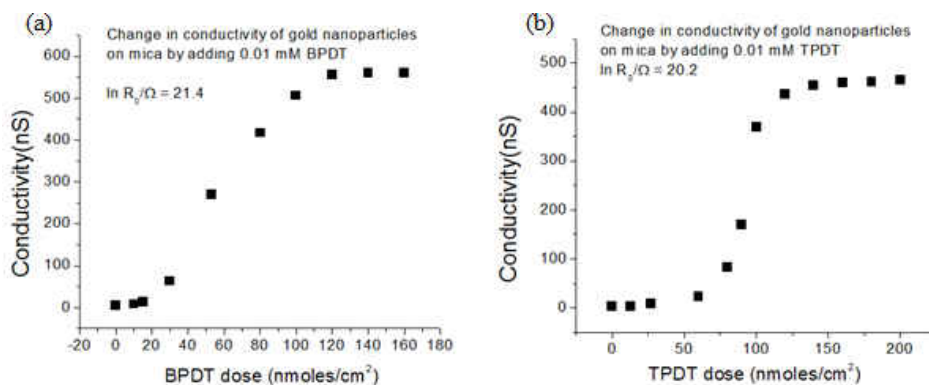 (a)
Change in conductivity of gold nanoparticles
on mica by adding 0.01 mM BPDT
ln R₀/Ω = 21.4
Conductivity(nS)
600
500
400
300
200
100
0
-20 0 20 40 60 80 100 120 140 160 180
BPDT dose (nmoles/cm²)
(b)
Change in conductivity of gold nanoparticles
on mica by adding 0.01 mM TPDT
ln R₀/Ω = 20.2
Conductivity(nS)
500
400
300
200
100
0
0 50 100 150 200
TPDT dose (nmoles/cm²)